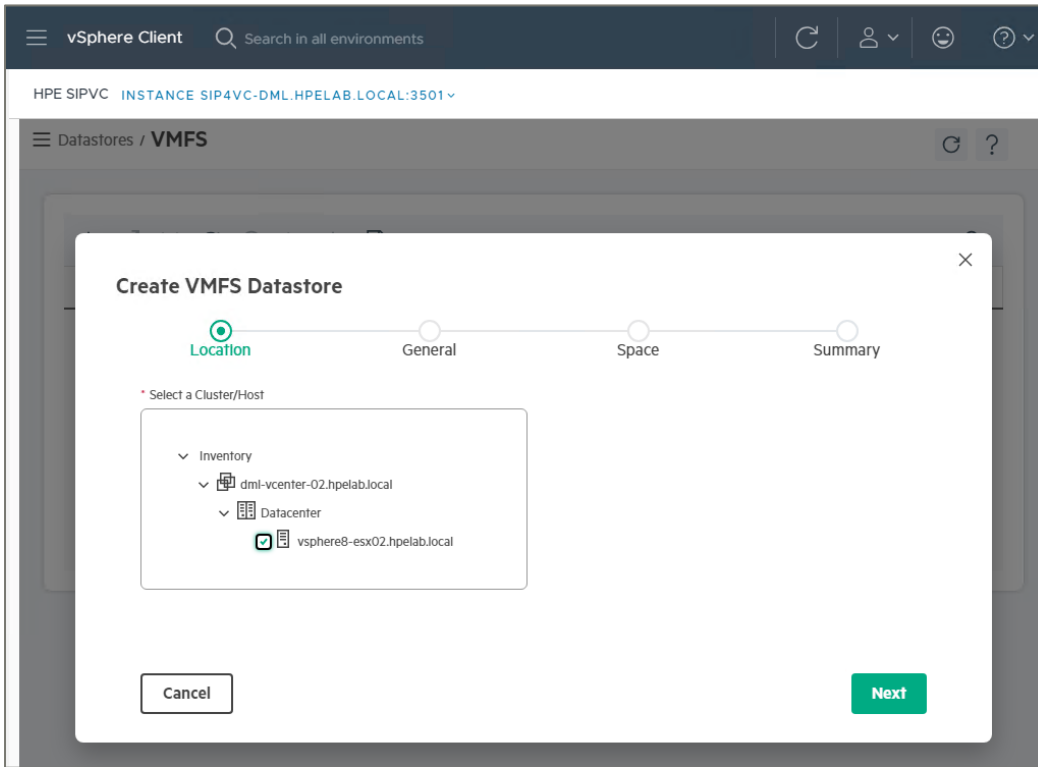 vSphere Client Search in all environments
HPE SIPVC INSTANCE SIP4VC-DML.HPELAB.LOCAL:3501
Datastores / VMFS
?
Create VMFS Datastore
Location General Space Summary
* Select a Cluster/Host
Inventory
dml-vcenter-02.hpelab.local
Datacenter
vsphere8-esx02.hpelab.local
Cancel Next